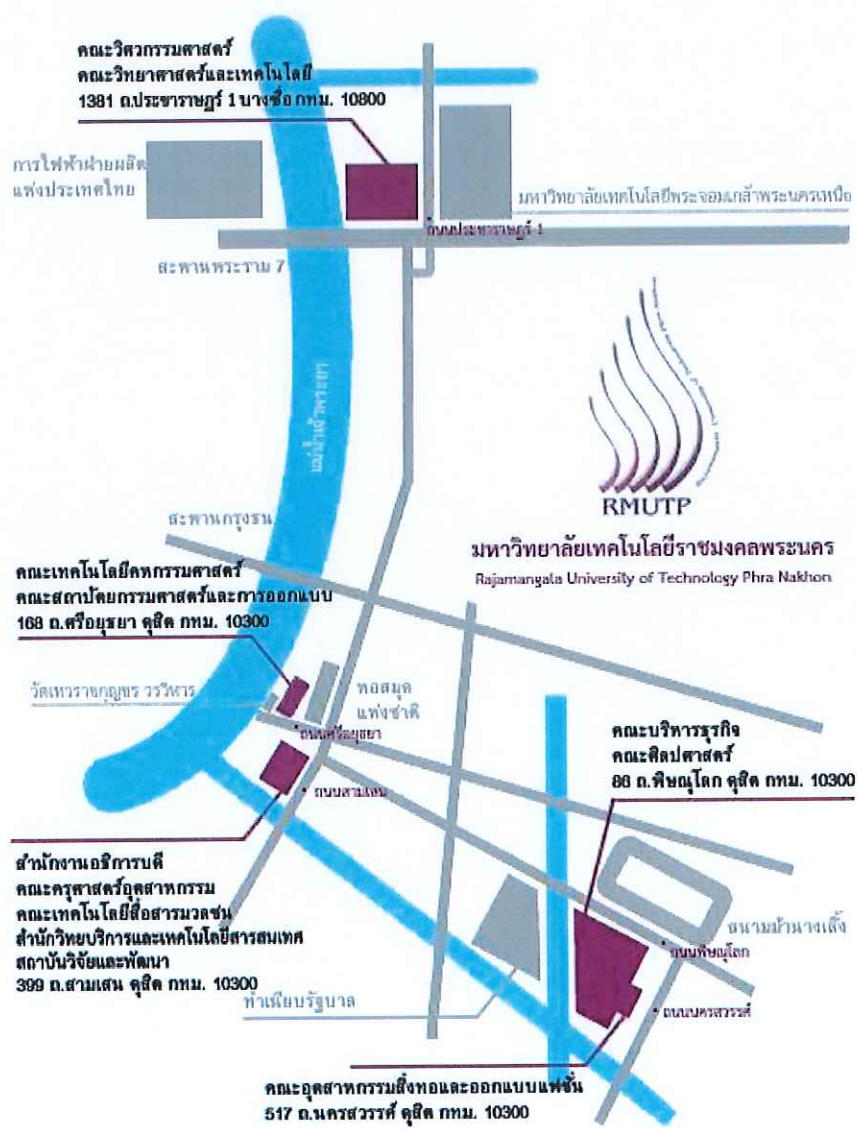 คณะวิศวกรรมศาสตร์
คณะวิทยาศาสตร์และเทคโนโลยี
1381 ถ.ประชาราษฎร์ 1 บางซื่อ กทม. 10800
การไฟฟ้าฝ่ายผลิต
แห่งประเทศไทย
มหาวิทยาลัยเทคโนโลยีพระจอมเกล้าพระนครเหนือ
ถนนประชาราษฎร์ 1
สะพานพระราม 7
แม่น้ำเจ้าพระยา
RMUTP
มหาวิทยาลัยเทคโนโลยีราชมงคลพระนคร
Rajamangala University of Technology Phra Nakhon
สะพานกรุงธน
คณะเทคโนโลยีคหกรรมศาสตร์
คณะสถาปัตยกรรมศาสตร์และการออกแบบ
168 ถ.ศรีอยุธยา ดุสิต กทม. 10300
วัดเทวราชกุญชร วรวิหาร
หอสมุด
แห่งชาติ
ถนนศรีอยุธยา
ถนนสามเสน
คณะบริหารธุรกิจ
คณะศิลปศาสตร์
86 ถ.พิษณุโลก ดุสิต กทม. 10300
สำนักงานอธิการบดี
คณะครุศาสตร์อุตสาหกรรม
คณะเทคโนโลยีสื่อสารมวลชน
สำนักวิทยบริการและเทคโนโลยีสารสนเทศ
สถาบันวิจัยและพัฒนา
399 ถ.สามเสน ดุสิต กทม. 10300
สนามม้านางเลิ้ง
ถนนพิษณุโลก
ทำเนียบรัฐบาล
ถนนนครสวรรค์
คณะอุตสาหกรรมสิ่งทอและออกแบบแฟชั่น
517 ถ.นครสวรรค์ ดุสิต กทม. 10300